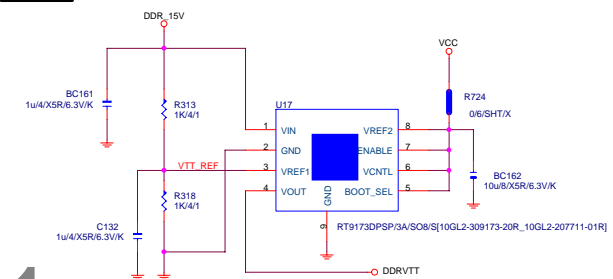 DDR_15V
VCC
BC161
1u/4/X5R/6.3V/K
R313
1K/4/1
R724
0/6/SHT/X
U17
1 VIN VREF2 8
2 GND ENABLE 7
VTT_REF 3 VREF1 VCNTL 6
4 VOUT BOOT_SEL 5
GND
9
BC162
10u/8/X5R/6.3V/K
R318
1K/4/1
C132
1u/4/X5R/6.3V/K
RT9173DPSP/3A/SO8/S[10GL2-309173-20R_10GL2-207711-01R]
DDRVTT